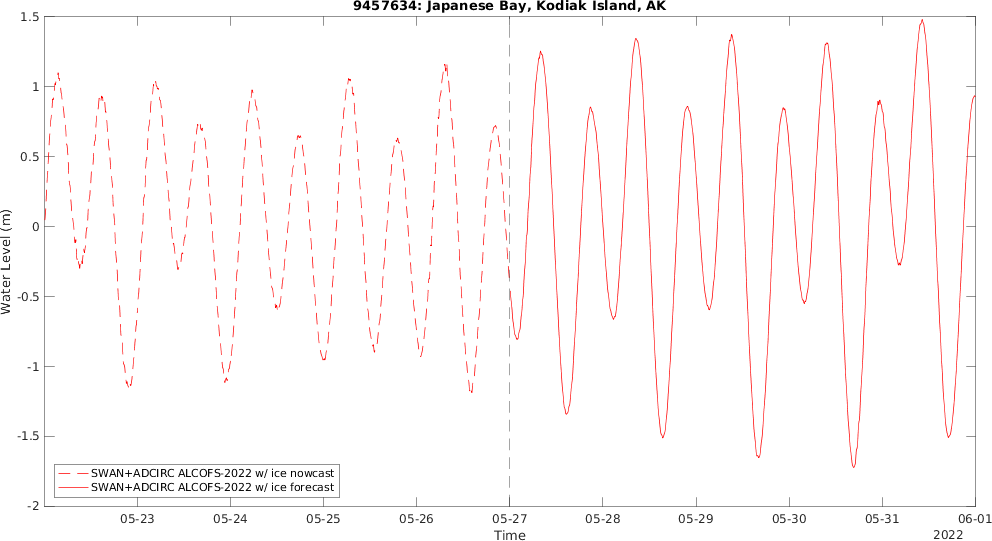 9457634: Japanese Bay, Kodiak Island, AK
1.5
1
0.5
0
-0.5
-1
-1.5
-2
Water Level (m)
SWAN+ADCIRC ALCOFS-2022 w/ ice nowcast
SWAN+ADCIRC ALCOFS-2022 w/ ice forecast
05-23 05-24 05-25 05-26 05-27 05-28 05-29 05-30 05-31 06-01
Time
2022